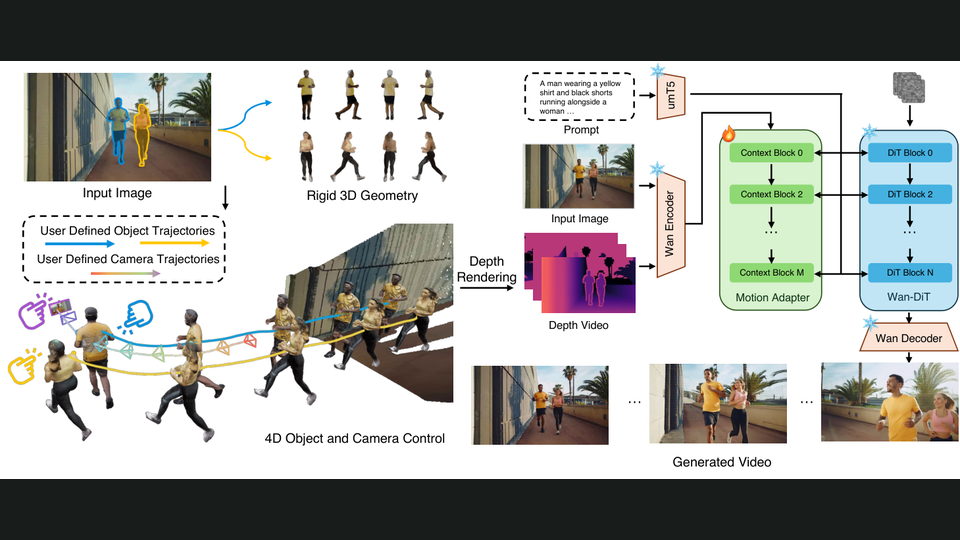 Input Image
Rigid 3D Geometry
User Defined Object Trajectories
User Defined Camera Trajectories
4D Object and Camera Control
Depth
Rendering
A man wearing a yellow
shirt and black shorts
running alongside a
woman ...
Prompt
umT5
Input Image
Wan Encoder
Depth Video
Context Block 0
Context Block 2
...
Context Block M
Motion Adapter
DiT Block 0
DiT Block 2
...
DiT Block N
Wan-DiT
Wan Decoder
...
...
Generated Video